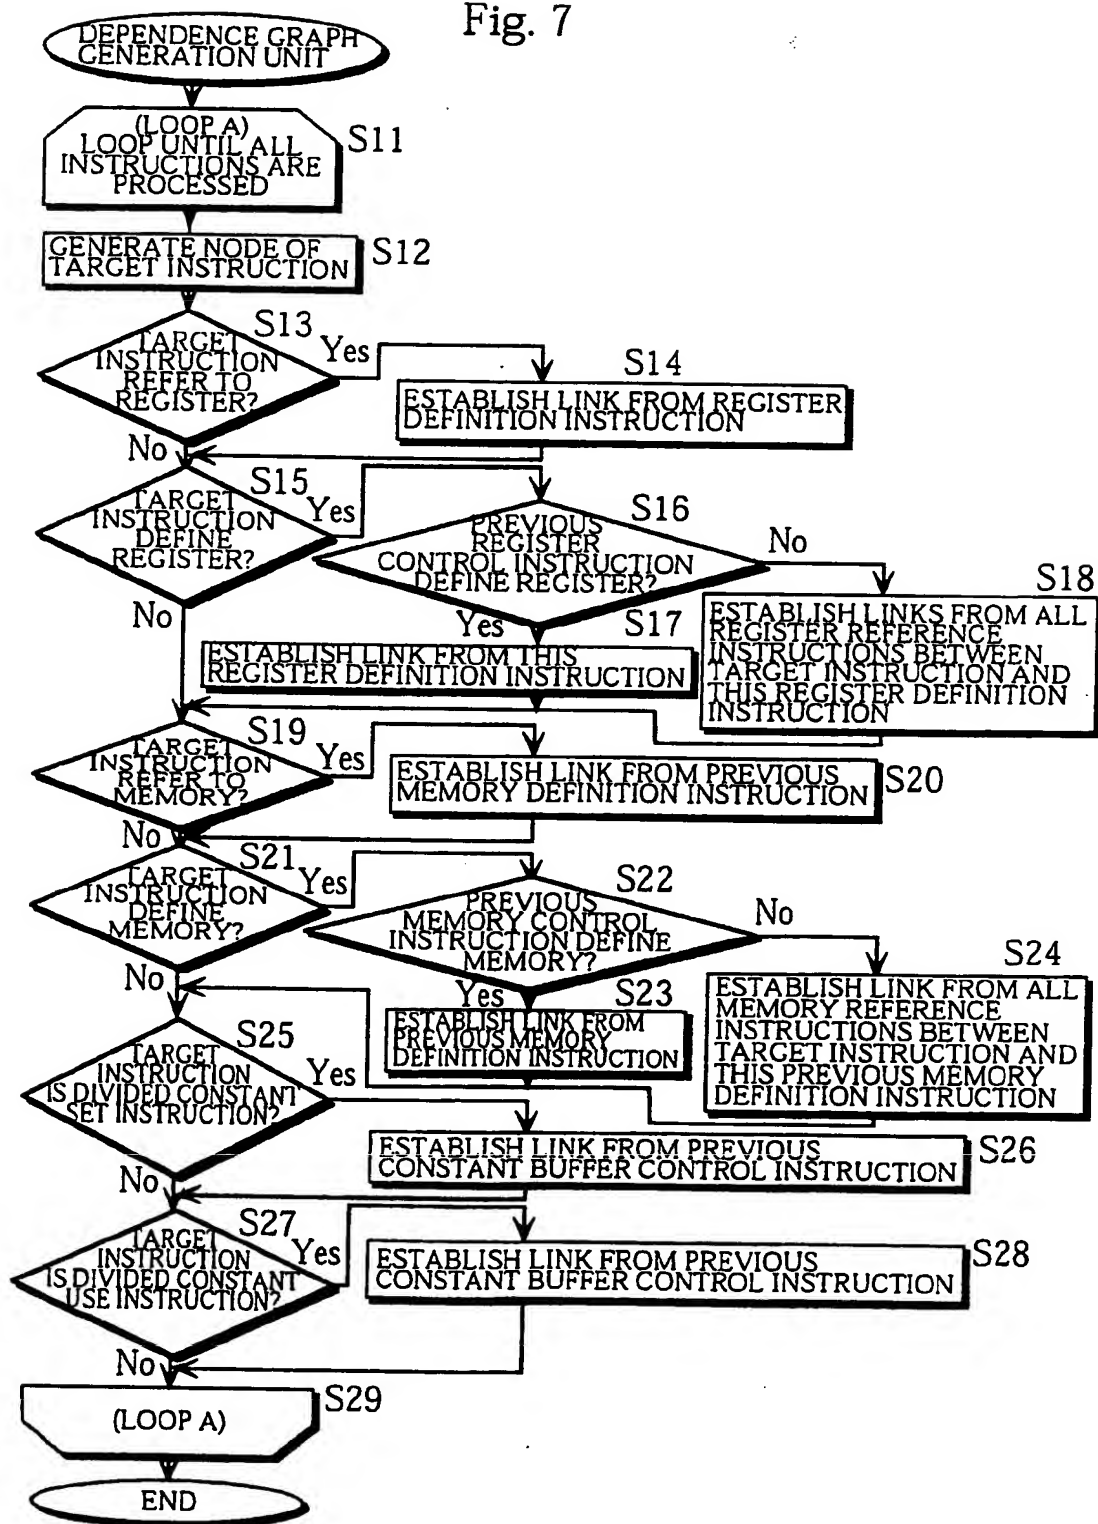 Fig. 7
DEPENDENCE GRAPH
GENERATION UNIT
(LOOP A)
LOOP UNTIL ALL
INSTRUCTIONS ARE
PROCESSED
S11
GENERATE NODE OF
TARGET INSTRUCTION
S12
S13
TARGET
INSTRUCTION
REFER TO
REGISTER?
Yes
No
S14
ESTABLISH LINK FROM REGISTER
DEFINITION INSTRUCTION
S15
TARGET
INSTRUCTION
DEFINE
REGISTER?
Yes
No
S16
PREVIOUS
REGISTER
CONTROL INSTRUCTION
DEFINE REGISTER?
No
Yes
S17
ESTABLISH LINK FROM THIS
REGISTER DEFINITION INSTRUCTION
S18
ESTABLISH LINKS FROM ALL
REGISTER REFERENCE
INSTRUCTIONS BETWEEN
TARGET INSTRUCTION AND
THIS REGISTER DEFINITION
INSTRUCTION
S19
TARGET
INSTRUCTION
REFER TO
MEMORY?
Yes
No
ESTABLISH LINK FROM PREVIOUS
MEMORY DEFINITION INSTRUCTION
S20
S21
TARGET
INSTRUCTION
DEFINE
MEMORY?
Yes
No
S22
PREVIOUS
MEMORY CONTROL
INSTRUCTION DEFINE
MEMORY?
No
Yes
S23
ESTABLISH LINK FROM
PREVIOUS MEMORY
DEFINITION INSTRUCTION
S24
ESTABLISH LINK FROM ALL
MEMORY REFERENCE
INSTRUCTIONS BETWEEN
TARGET INSTRUCTION AND
THIS PREVIOUS MEMORY
DEFINITION INSTRUCTION
S25
TARGET
INSTRUCTION
IS DIVIDED CONSTANT
SET INSTRUCTION?
Yes
No
ESTABLISH LINK FROM PREVIOUS
CONSTANT BUFFER CONTROL INSTRUCTION
S26
S27
TARGET
INSTRUCTION
IS DIVIDED CONSTANT
USE INSTRUCTION?
Yes
No
ESTABLISH LINK FROM PREVIOUS
CONSTANT BUFFER CONTROL INSTRUCTION
S28
(LOOP A)
S29
END